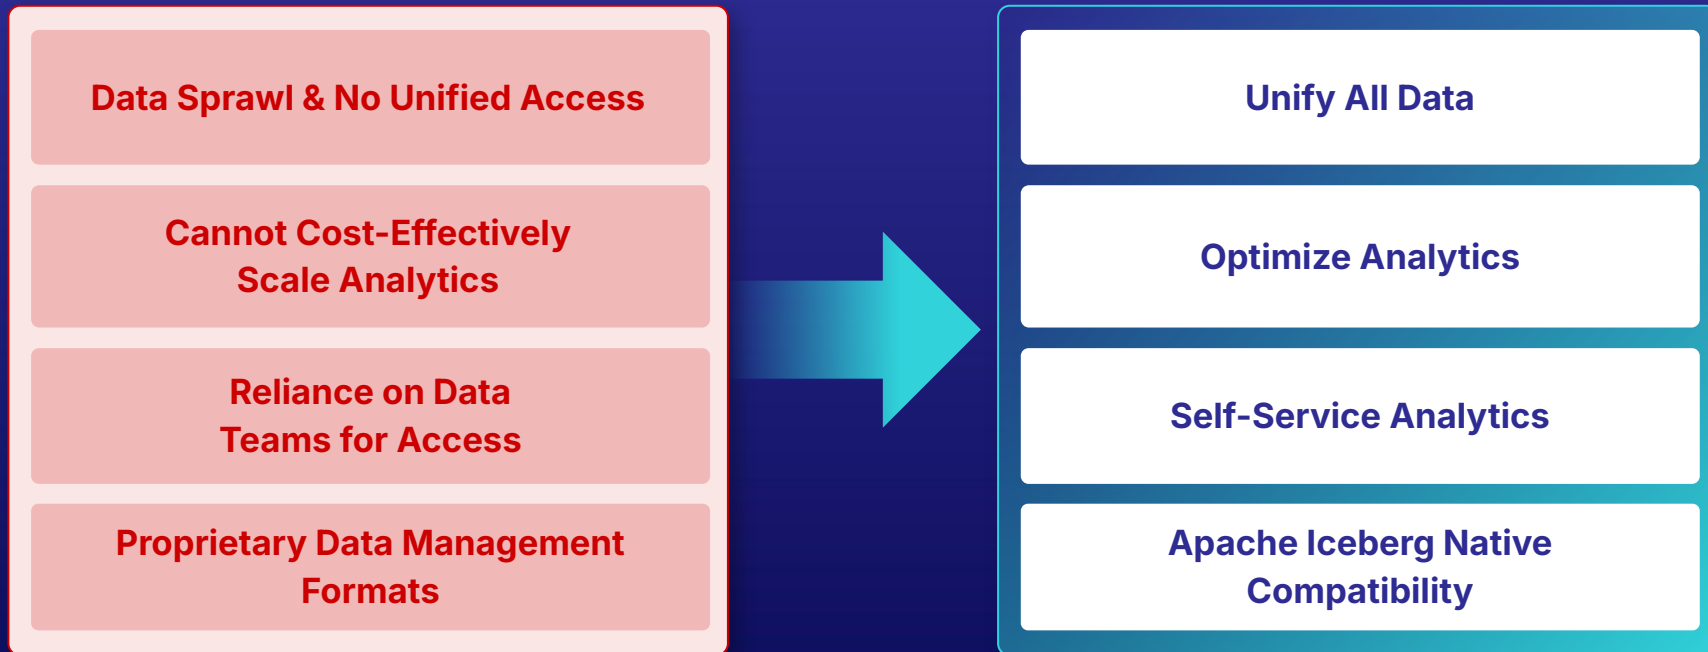 Data Sprawl & No Unified Access
Cannot Cost-Effectively
Scale Analytics
Reliance on Data
Teams for Access
Proprietary Data Management
Formats
Unify All Data
Optimize Analytics
Self-Service Analytics
Apache Iceberg Native
Compatibility